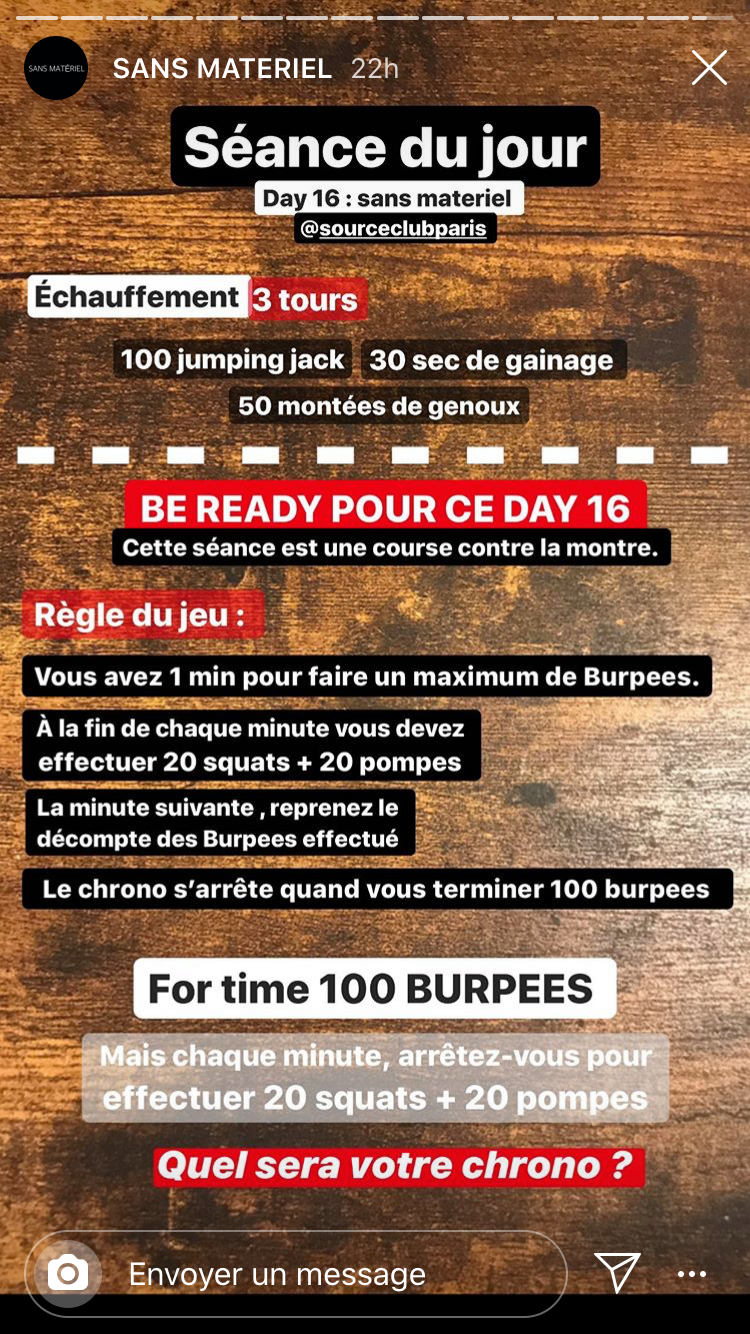 SANS MATÉRIEL
SANS MATERIEL 22h
Séance du jour
Day 16 : sans materiel
@sourceclubparis
Échauffement 3 tours
100 jumping jack 30 sec de gainage
50 montées de genoux
BE READY POUR CE DAY 16
Cette séance est une course contre la montre.
Règle du jeu :
Vous avez 1 min pour faire un maximum de Burpees.
À la fin de chaque minute vous devez
effectuer 20 squats + 20 pompes
La minute suivante , reprenez le
décompte des Burpees effectué
Le chrono s’arrête quand vous terminer 100 burpees
For time 100 BURPEES
Mais chaque minute, arrêtez-vous pour
effectuer 20 squats + 20 pompes
Quel sera votre chrono ?
Envoyer un message